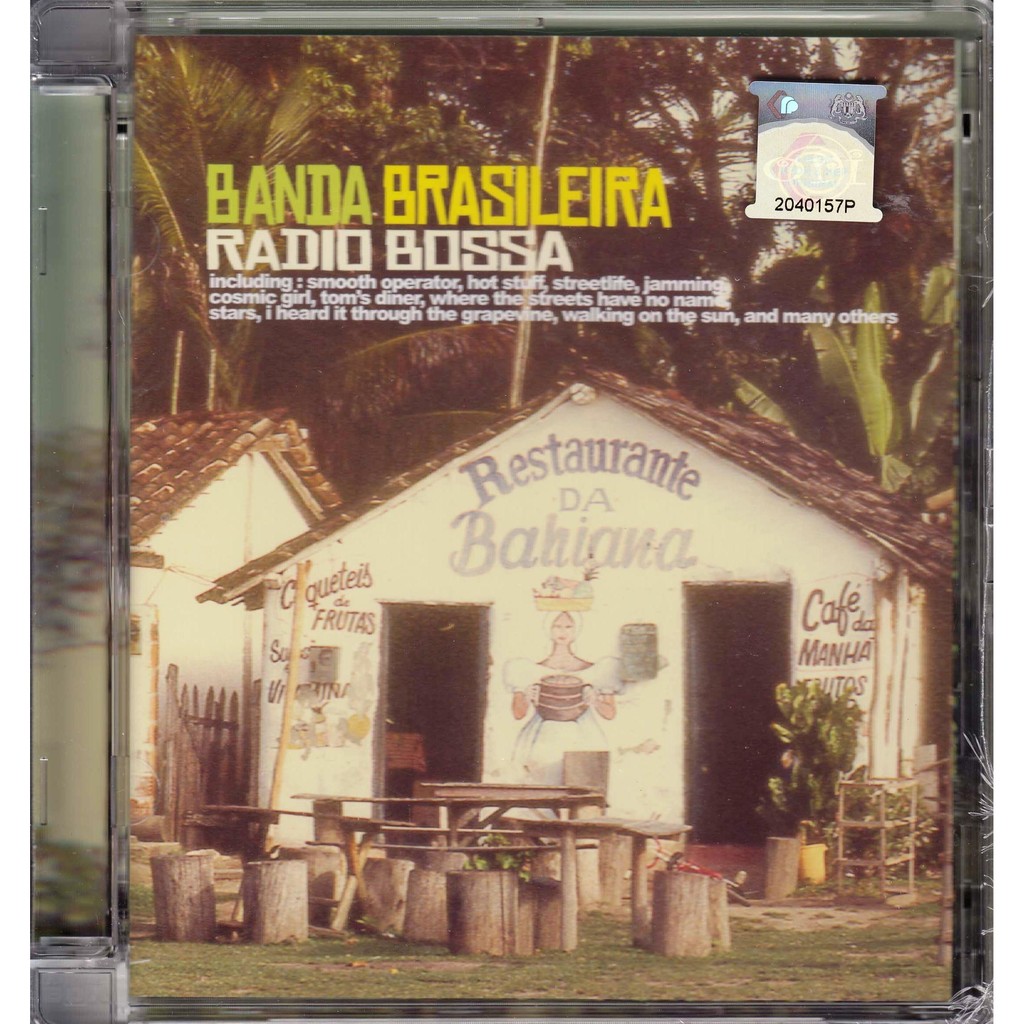 BANDA BRASILEIRA
RADIO BOSSA
including : smooth operator, hot stuff, streetlife, jamming,
cosmic girl, tom's diner, where the streets have no name,
stars, i heard it through the grapevine, walking on the sun, and many others
2040157P
Restaurante
DA
Bahiana
Coqueteis
de
FRUTAS
Café
da
MANHA